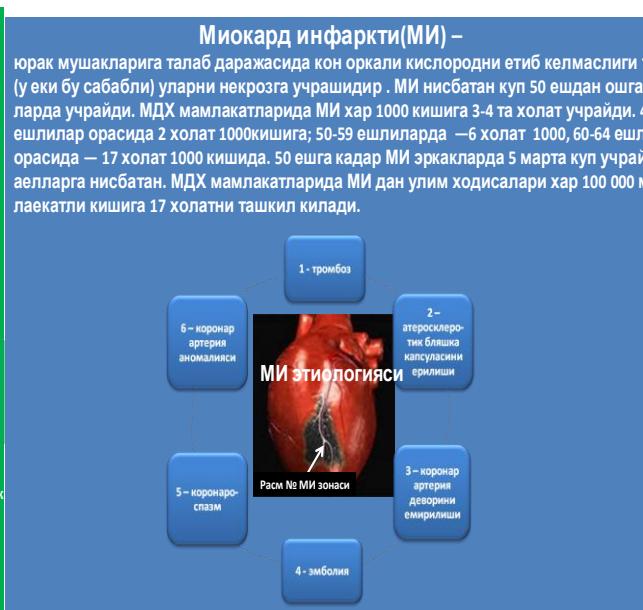 Миокард инфаркти(МИ) –
юрак мушакларига талаб даражасида кон оркали кислородни етиб келмаслиги
(у еки бу сабабли) уларни некрозга учрашидир . МИ нисбатан куп 50 ешдан ошга
ларда учрайди. МДХ мамлакатларида МИ хар 1000 кишига 3-4 та холат учрайди. 4
ешлилар орасида 2 холат 1000кишига; 50-59 ешлиларда —6 холат 1000, 60-64 ешл
орасида — 17 холат 1000 кишида. 50 ешга кадар МИ эркакларда 5 марта куп учрай
аелларга нисбатан. МДХ мамлакатларида МИ дан улим ходисалари хар 100 000 м
лаекатли кишига 17 холатни ташкил килади.
1 - тромбоз
2 –
атеросклеро-
тик бляшка
капсуласини
ерилиши
3 – коронар
артерия
деворини
емирилиши
4 - эмболия
5 – коронаро-
спазм
6 – коронар
артерия
аномалияси
МИ этиологияси
Расм № МИ зонаси